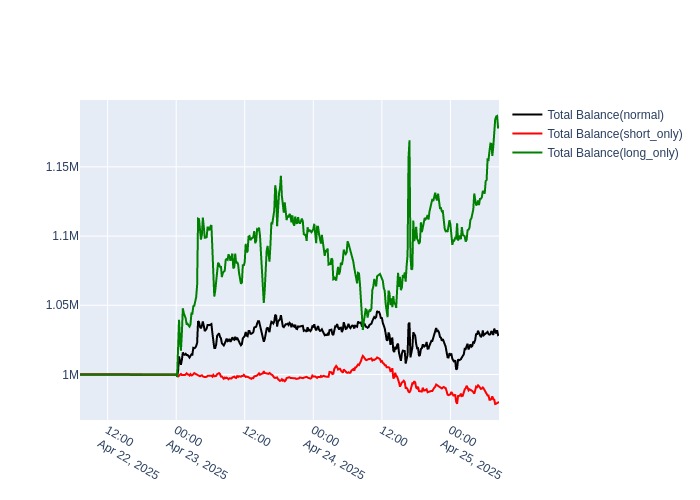 Total Balance(normal)
Total Balance(short_only)
Total Balance(long_only)
1.15M
1.1M
1.05M
1M
12:00
Apr 22, 2025
00:00
Apr 23, 2025
12:00
00:00
Apr 24, 2025
12:00
00:00
Apr 25, 2025